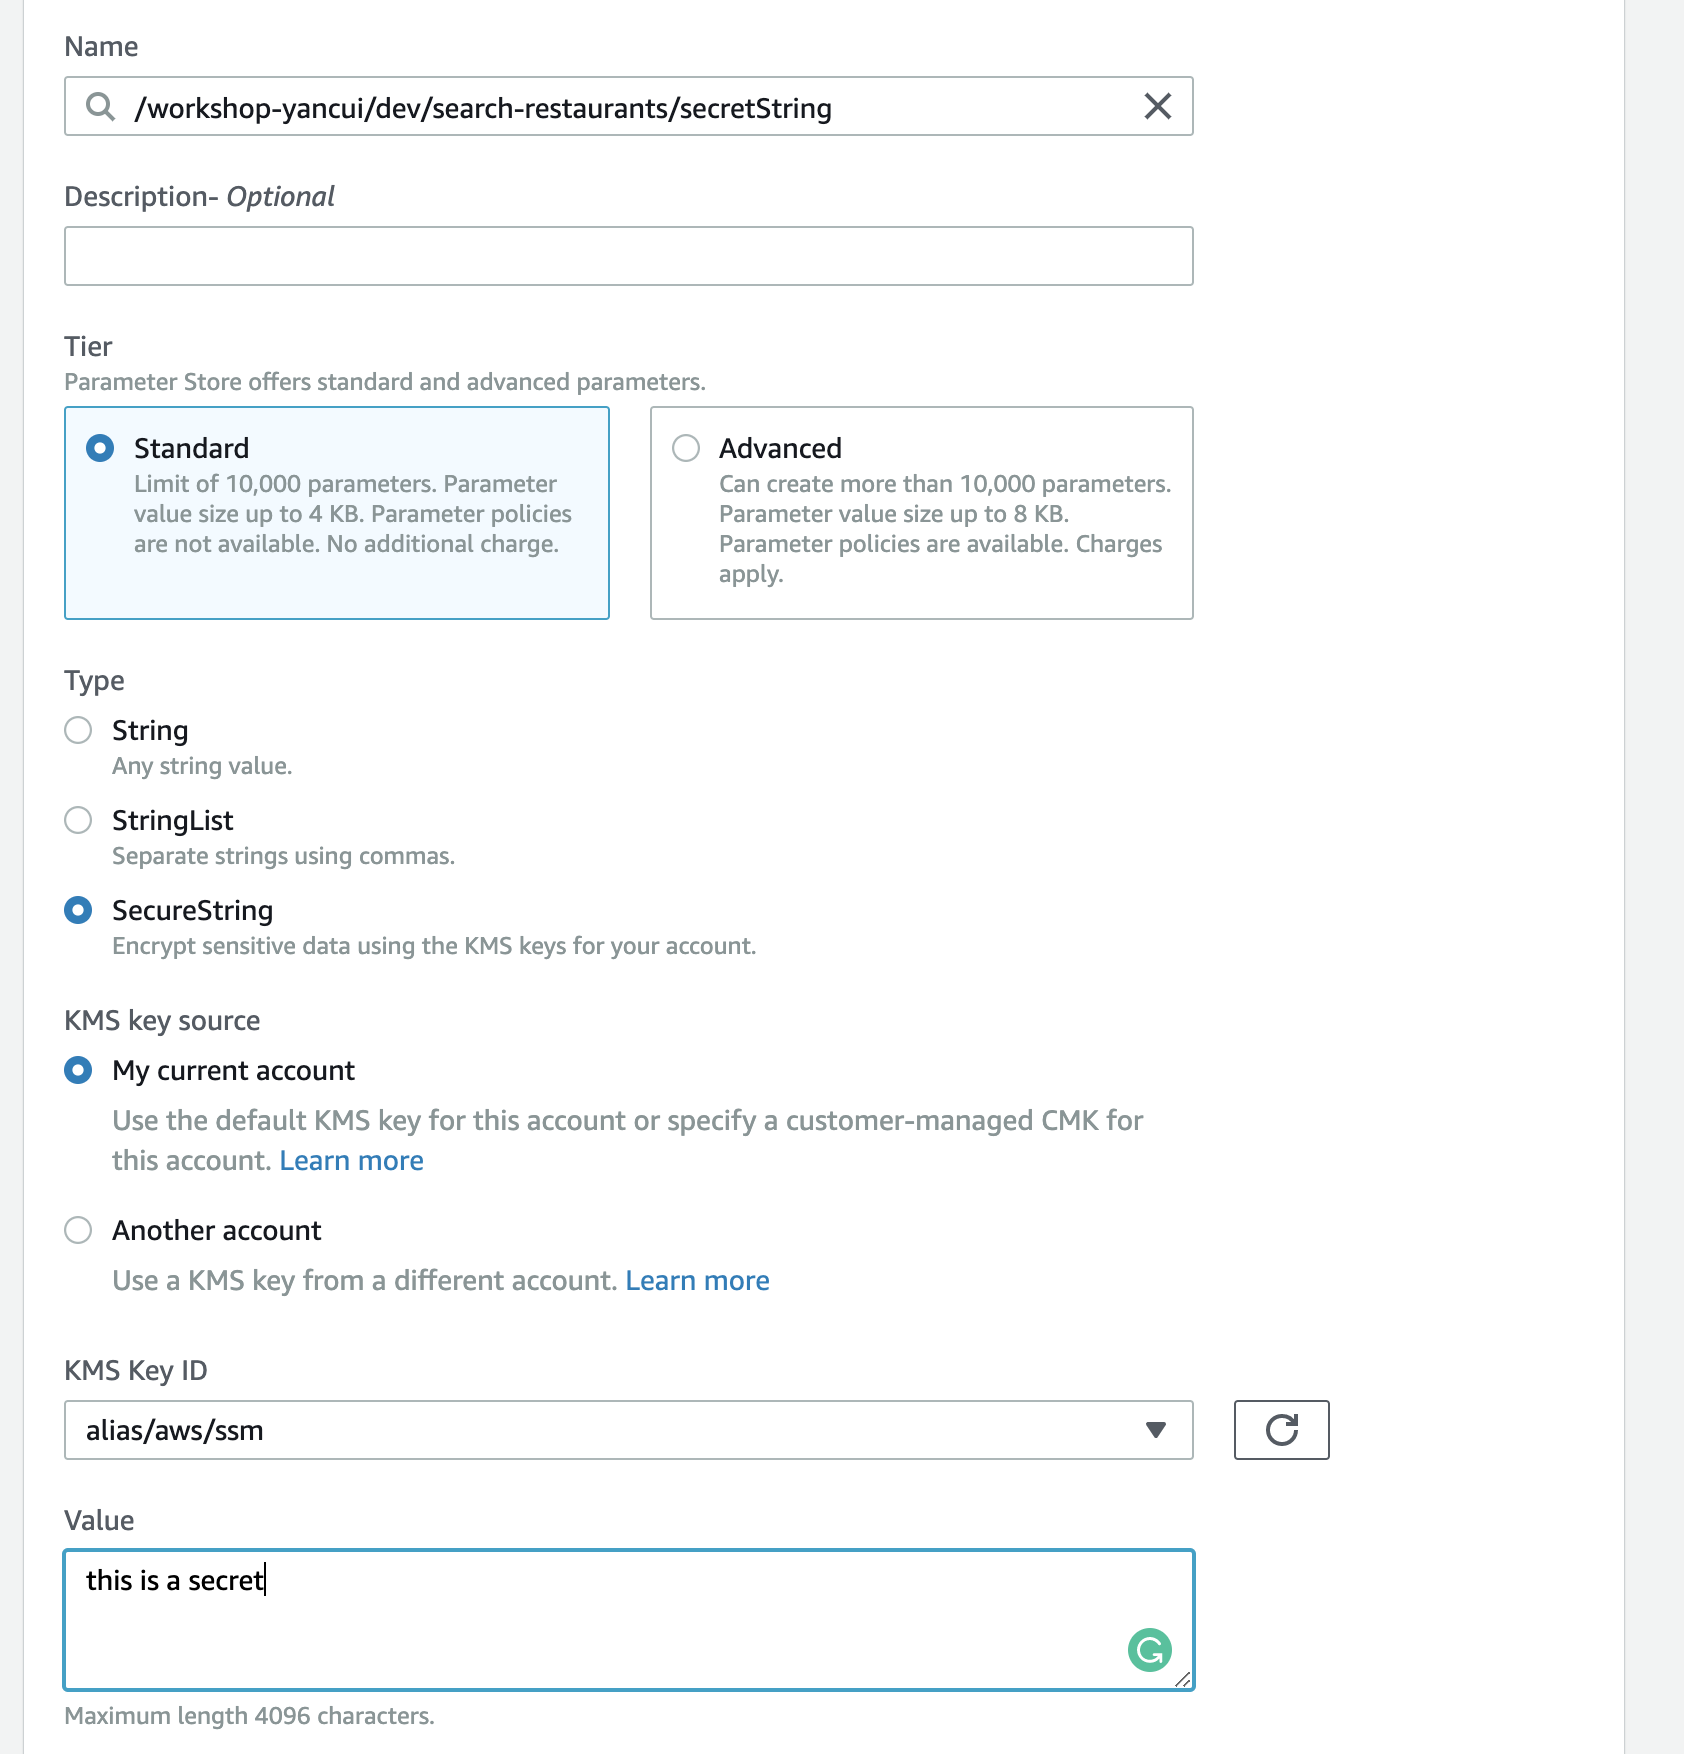 Name
/workshop-yancui/dev/search-restaurants/secretString
Description- Optional
Tier
Parameter Store offers standard and advanced parameters.
Standard
Limit of 10,000 parameters. Parameter
value size up to 4 KB. Parameter policies
are not available. No additional charge.
Advanced
Can create more than 10,000 parameters.
Parameter value size up to 8 KB.
Parameter policies are available. Charges
apply.
Type
String
Any string value.
StringList
Separate strings using commas.
SecureString
Encrypt sensitive data using the KMS keys for your account.
KMS key source
My current account
Use the default KMS key for this account or specify a customer-managed CMK for
this account. Learn more
Another account
Use a KMS key from a different account. Learn more
KMS Key ID
alias/aws/ssm
Value
this is a secret
Maximum length 4096 characters.